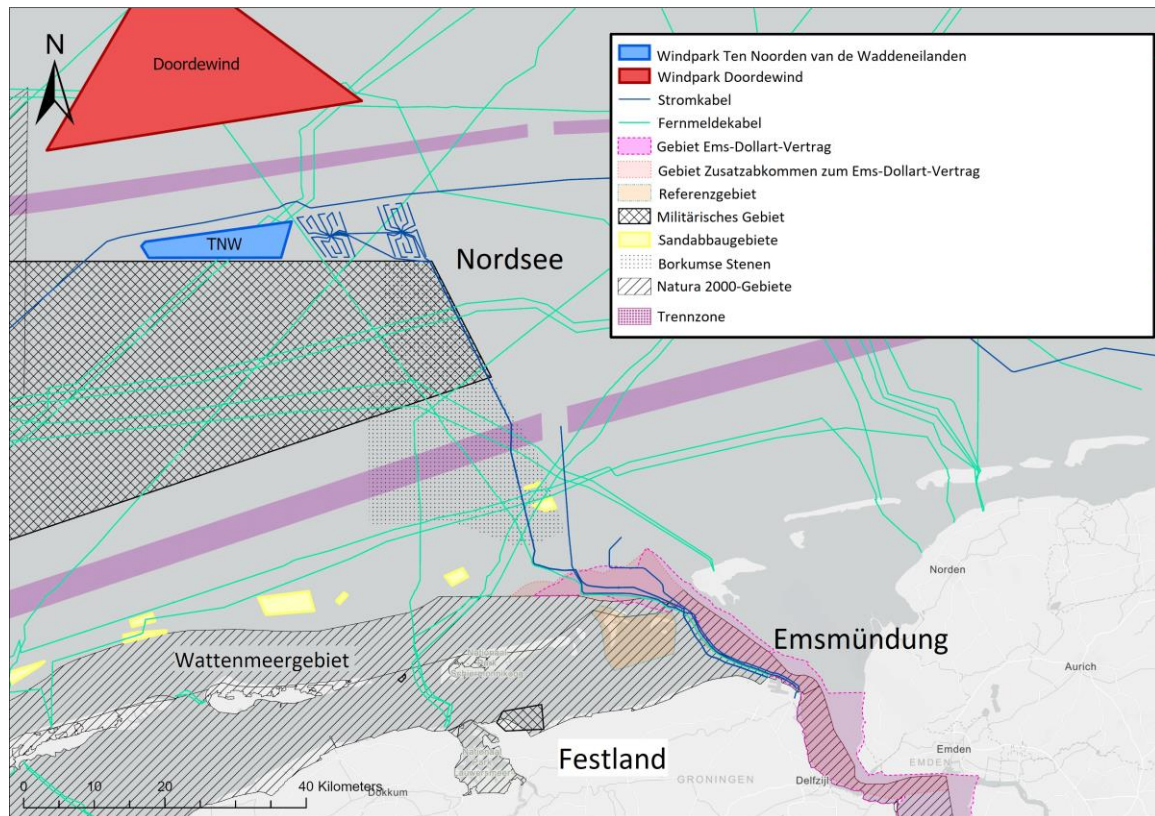 N
Doordewind
TNW
Nordsee
Windpark Ten Noorden van de Waddeneilanden
Windpark Doordewind
Stromkabel
Fernmeldekabel
Gebiet Ems-Dollart-Vertrag
Gebiet Zusatzabkommen zum Ems-Dollart-Vertrag
Referenzgebiet
Militärisches Gebiet
Sandabbaugebiete
Borkumse Stenen
Natura 2000-Gebiete
Trennzone
Norden
Emsmündung
Wattenmeergebiet
Aurich
Festland
Emden
EMDEN
GRONINGEN
Delfzijl
Dokkum
0 10 20 40 Kilometers